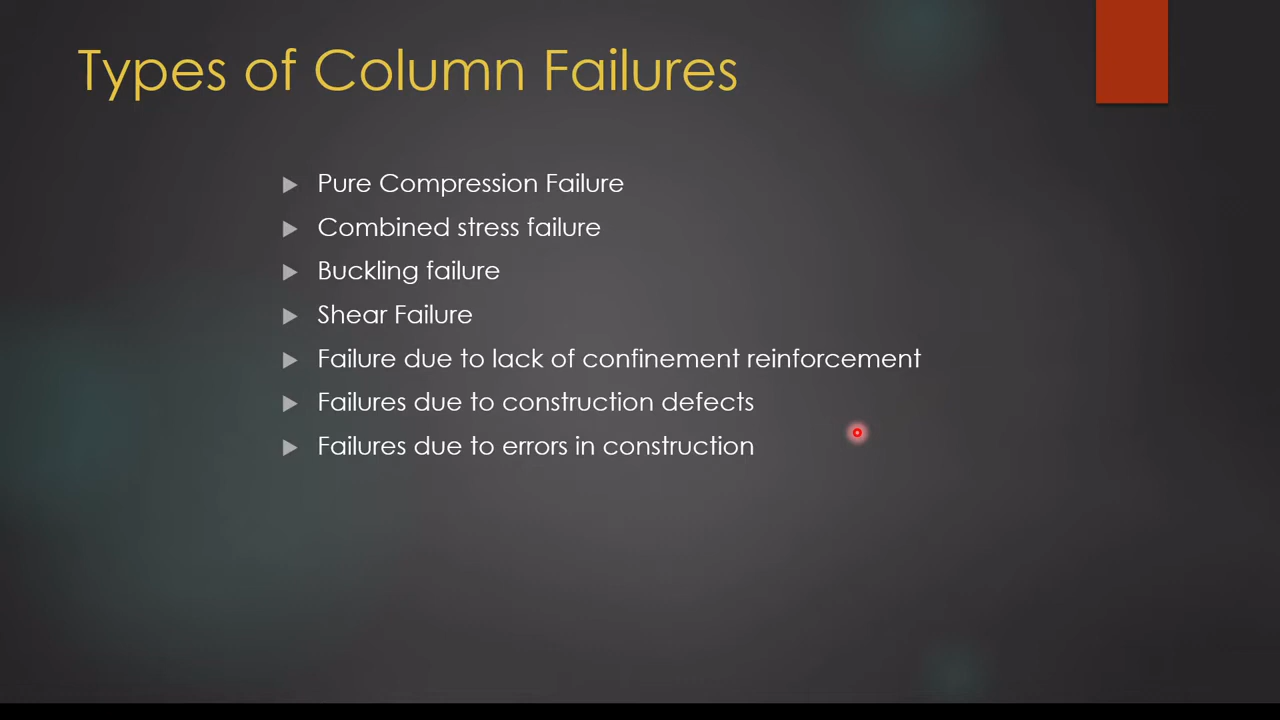 Types of Column Failures
Pure Compression Failure
Combined stress failure
Buckling failure
Shear Failure
Failure due to lack of confinement reinforcement
Failures due to construction defects
Failures due to errors in construction